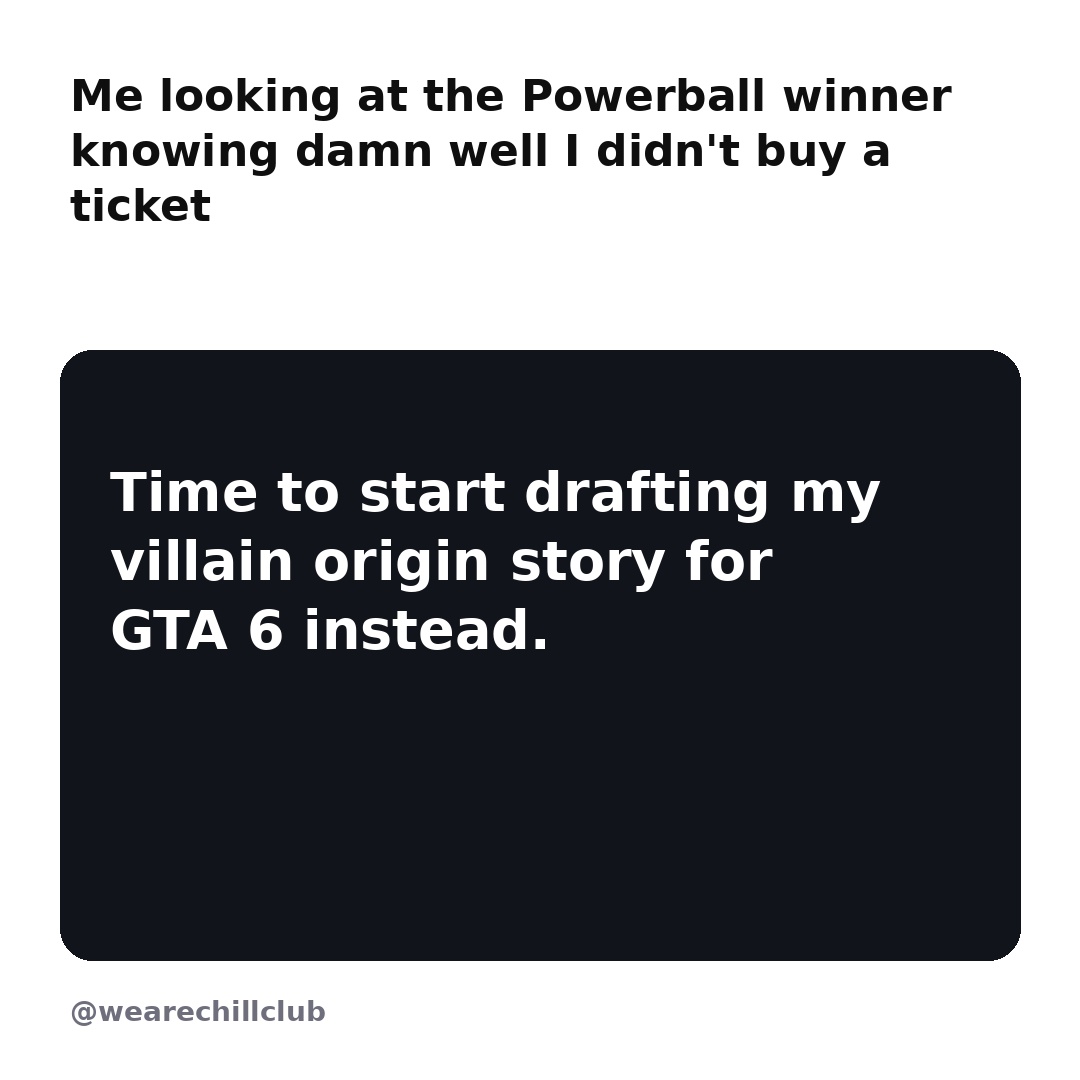 Me looking at the Powerball winner
knowing damn well I didn't buy a
ticket
Time to start drafting my
villain origin story for
GTA 6 instead.
@wearechillclub